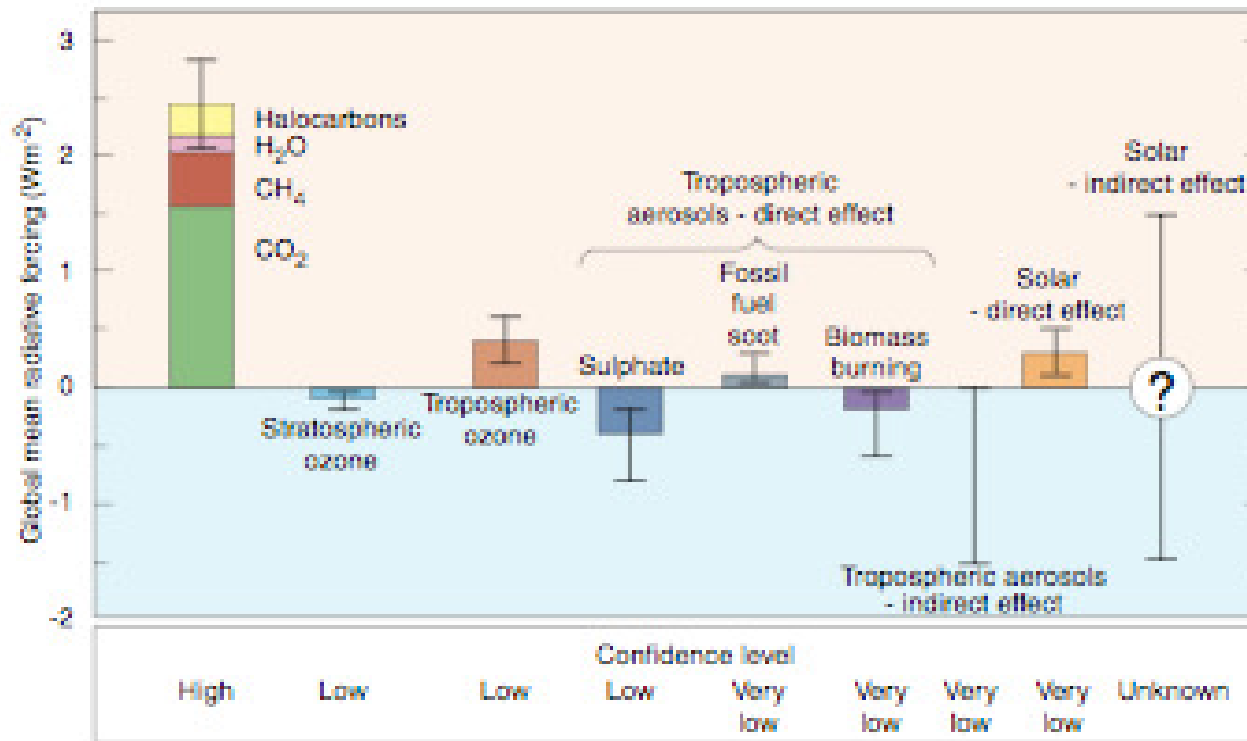 Global mean radiative forcing (Wm⁻²)
3
2
1
0
-1
-2
Halocarbons
H₂O
CH₄
CO₂
Stratospheric
ozone
Tropospheric
ozone
Tropospheric
aerosols - direct effect
Sulphate
Fossil
fuel
soot
Biomass
burning
Tropospheric aerosols
- indirect effect
Solar
- direct effect
Solar
- indirect effect
?
Confidence level
High
Low
Low
Low
Very
low
Very
low
Very
low
Very
low
Unknown